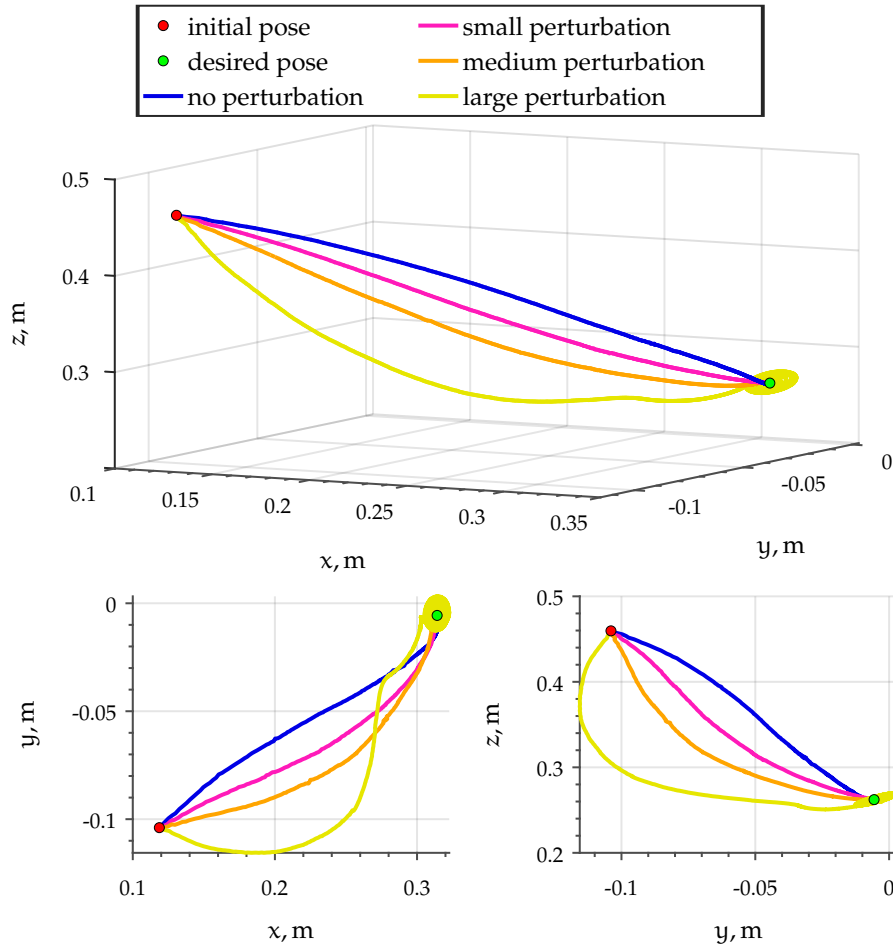 initial pose
small perturbation
desired pose
medium perturbation
no perturbation
large perturbation
0.5
0.4
0.3
z, m
0.1
0.15
0.2
0.25
0.3
0.35
x, m
-0.1
-0.05
0
y, m
0
-0.05
-0.1
y, m
0.1
0.2
0.3
x, m
0.5
0.4
0.3
0.2
z, m
-0.1
-0.05
0
y, m